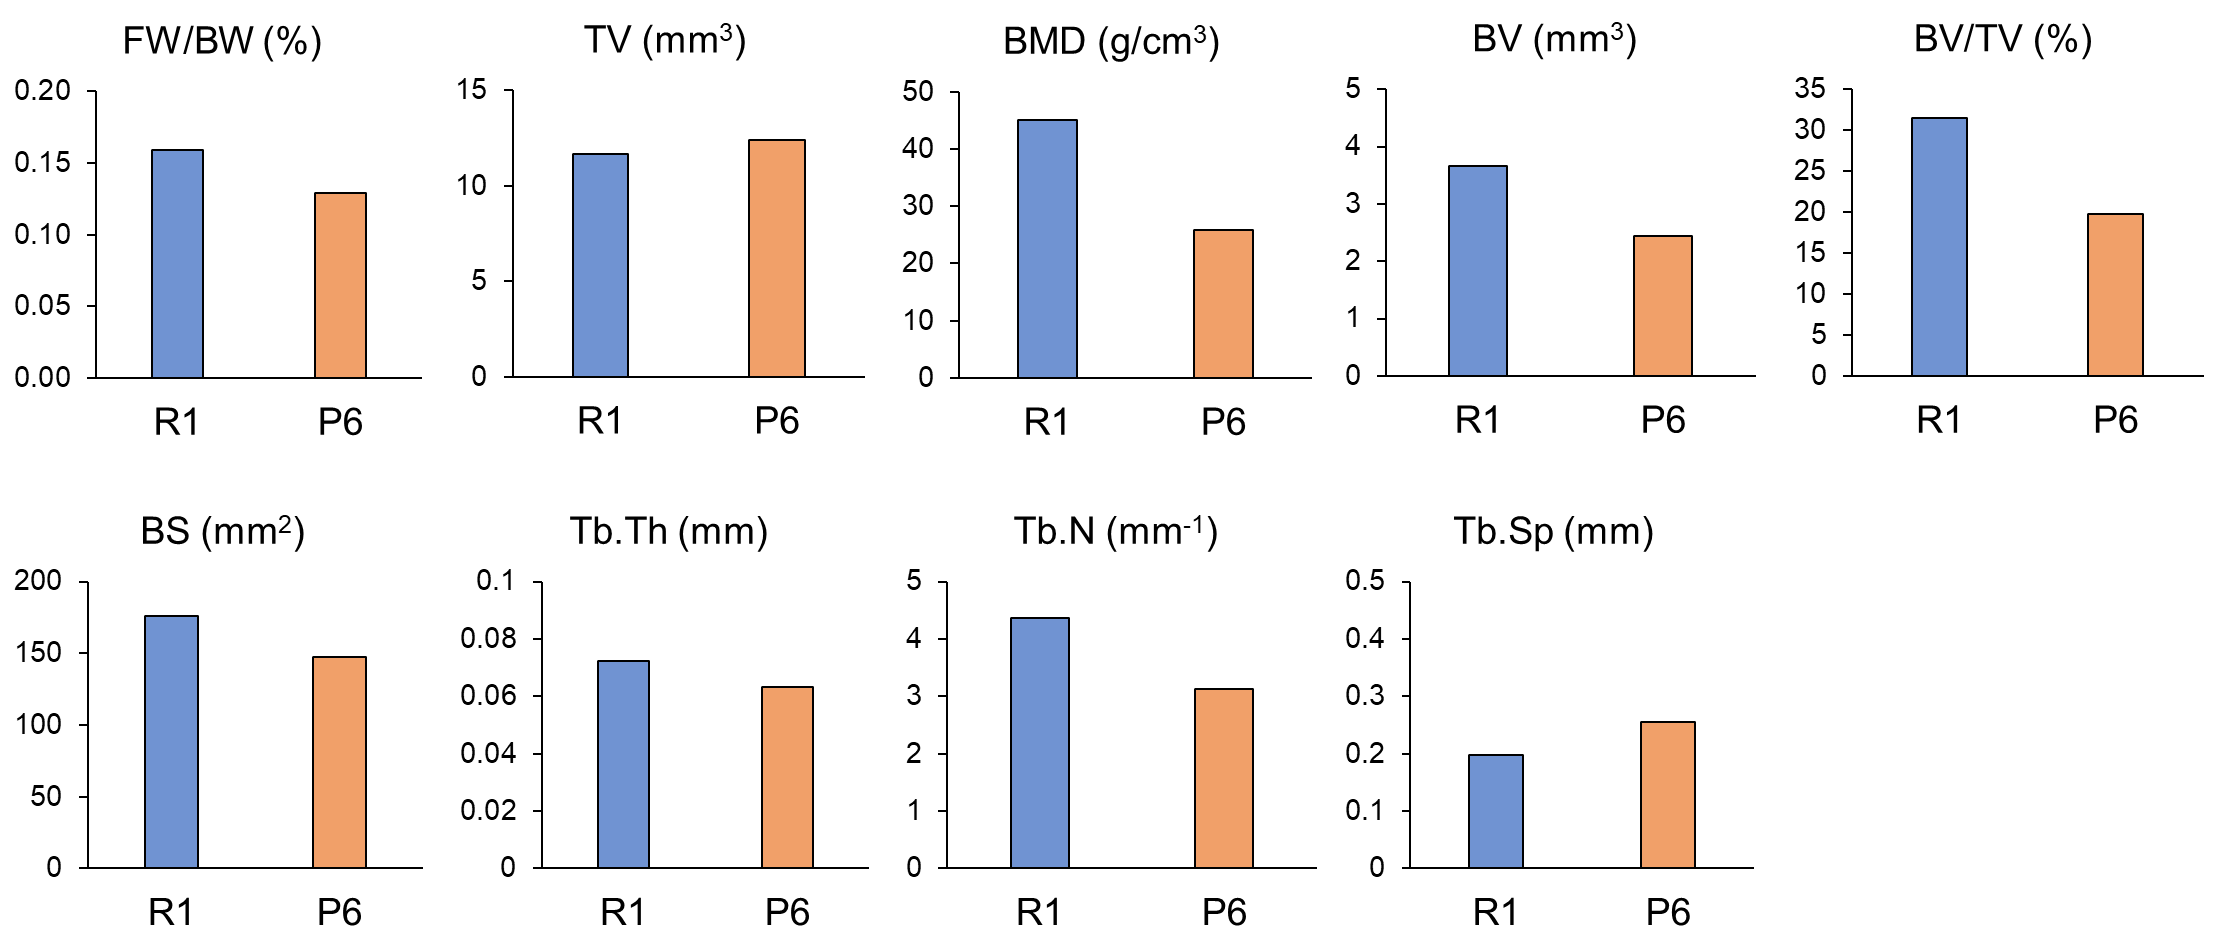 FW/BW (%)
0.20
0.15
0.10
0.05
0.00
R1 P6
TV (mm³)
15
10
5
0
R1 P6
BMD (g/cm³)
50
40
30
20
10
0
R1 P6
BV (mm³)
5
4
3
2
1
0
R1 P6
BV/TV (%)
35
30
25
20
15
10
5
0
R1 P6
BS (mm²)
200
150
100
50
0
R1 P6
Tb.Th (mm)
0.1
0.08
0.06
0.04
0.02
0
R1 P6
Tb.N (mm⁻¹)
5
4
3
2
1
0
R1 P6
Tb.Sp (mm)
0.5
0.4
0.3
0.2
0.1
0
R1 P6